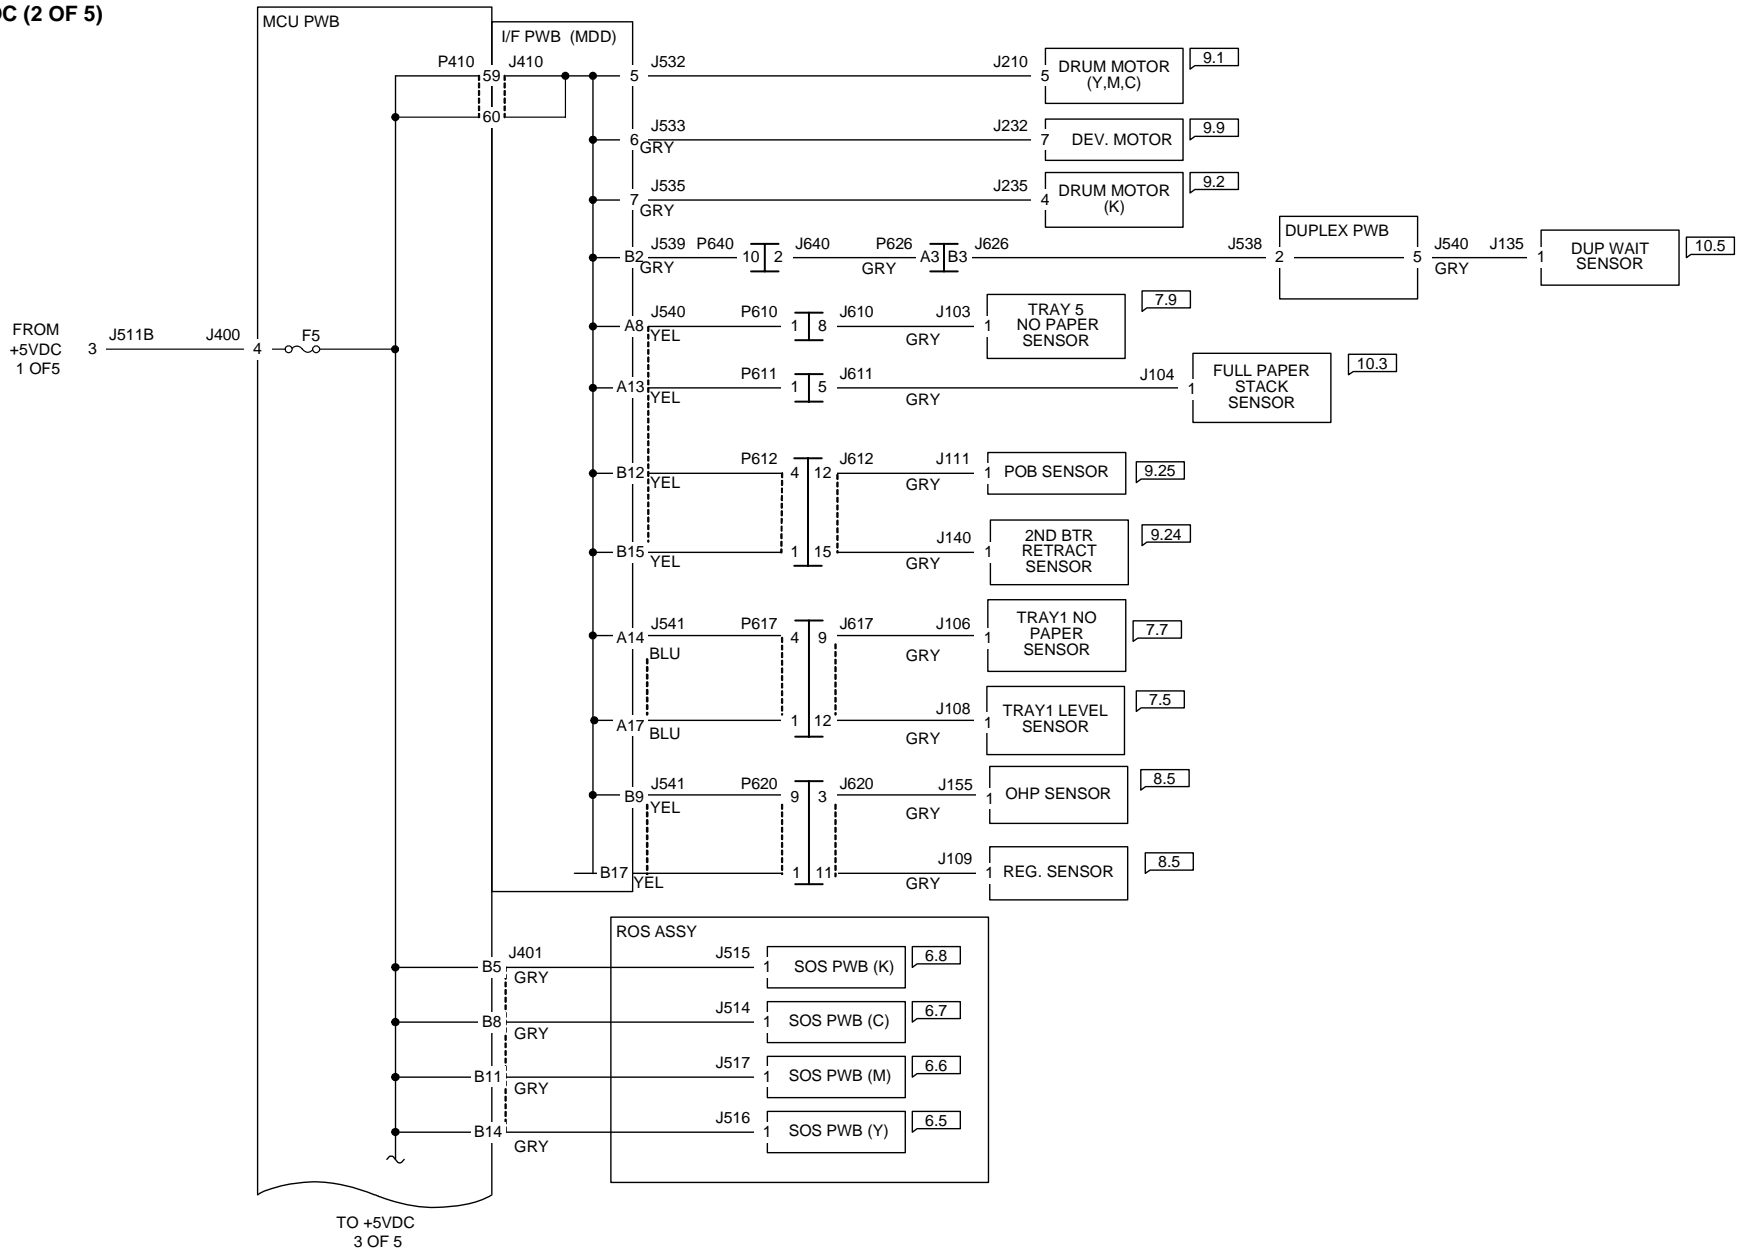 C (2 OF 5)
MCU PWB
I/F PWB (MDD)
P410 59 J410
60
5 J532 J210 5 DRUM MOTOR
(Y,M,C)
9.1
6 J533 GRY J232 7 DEV. MOTOR 9.9
7 J535 GRY J235 4 DRUM MOTOR
(K)
9.2
B2 J539 GRY P640 10 2 J640 GRY P626 A3 B3 J626 J538 2 DUPLEX PWB 5 J540 GRY J135 1 DUP WAIT
SENSOR
10.5
FROM
+5VDC
1 OF5
3 J511B J400 4 F5
A8 J540 YEL P610 1 8 J610 GRY J103 1 TRAY 5
NO PAPER
SENSOR
7.9
A13 YEL P611 1 5 J611 GRY J104 1 FULL PAPER
STACK
SENSOR
10.3
B12 YEL P612 4 12 J612 GRY J111 1 POB SENSOR 9.25
B15 YEL 1 15 GRY J140 1 2ND BTR
RETRACT
SENSOR
9.24
A14 J541 BLU P617 4 9 J617 GRY J106 1 TRAY1 NO
PAPER
SENSOR
7.7
A17 BLU 1 12 GRY J108 1 TRAY1 LEVEL
SENSOR
7.5
B9 J541 YEL P620 9 3 J620 GRY J155 1 OHP SENSOR 8.5
B17 YEL 1 11 GRY J109 1 REG. SENSOR 8.5
ROS ASSY
B5 J401 GRY J515 1 SOS PWB (K) 6.8
B8 GRY J514 1 SOS PWB (C) 6.7
B11 GRY J517 1 SOS PWB (M) 6.6
B14 GRY J516 1 SOS PWB (Y) 6.5
TO +5VDC
3 OF 5